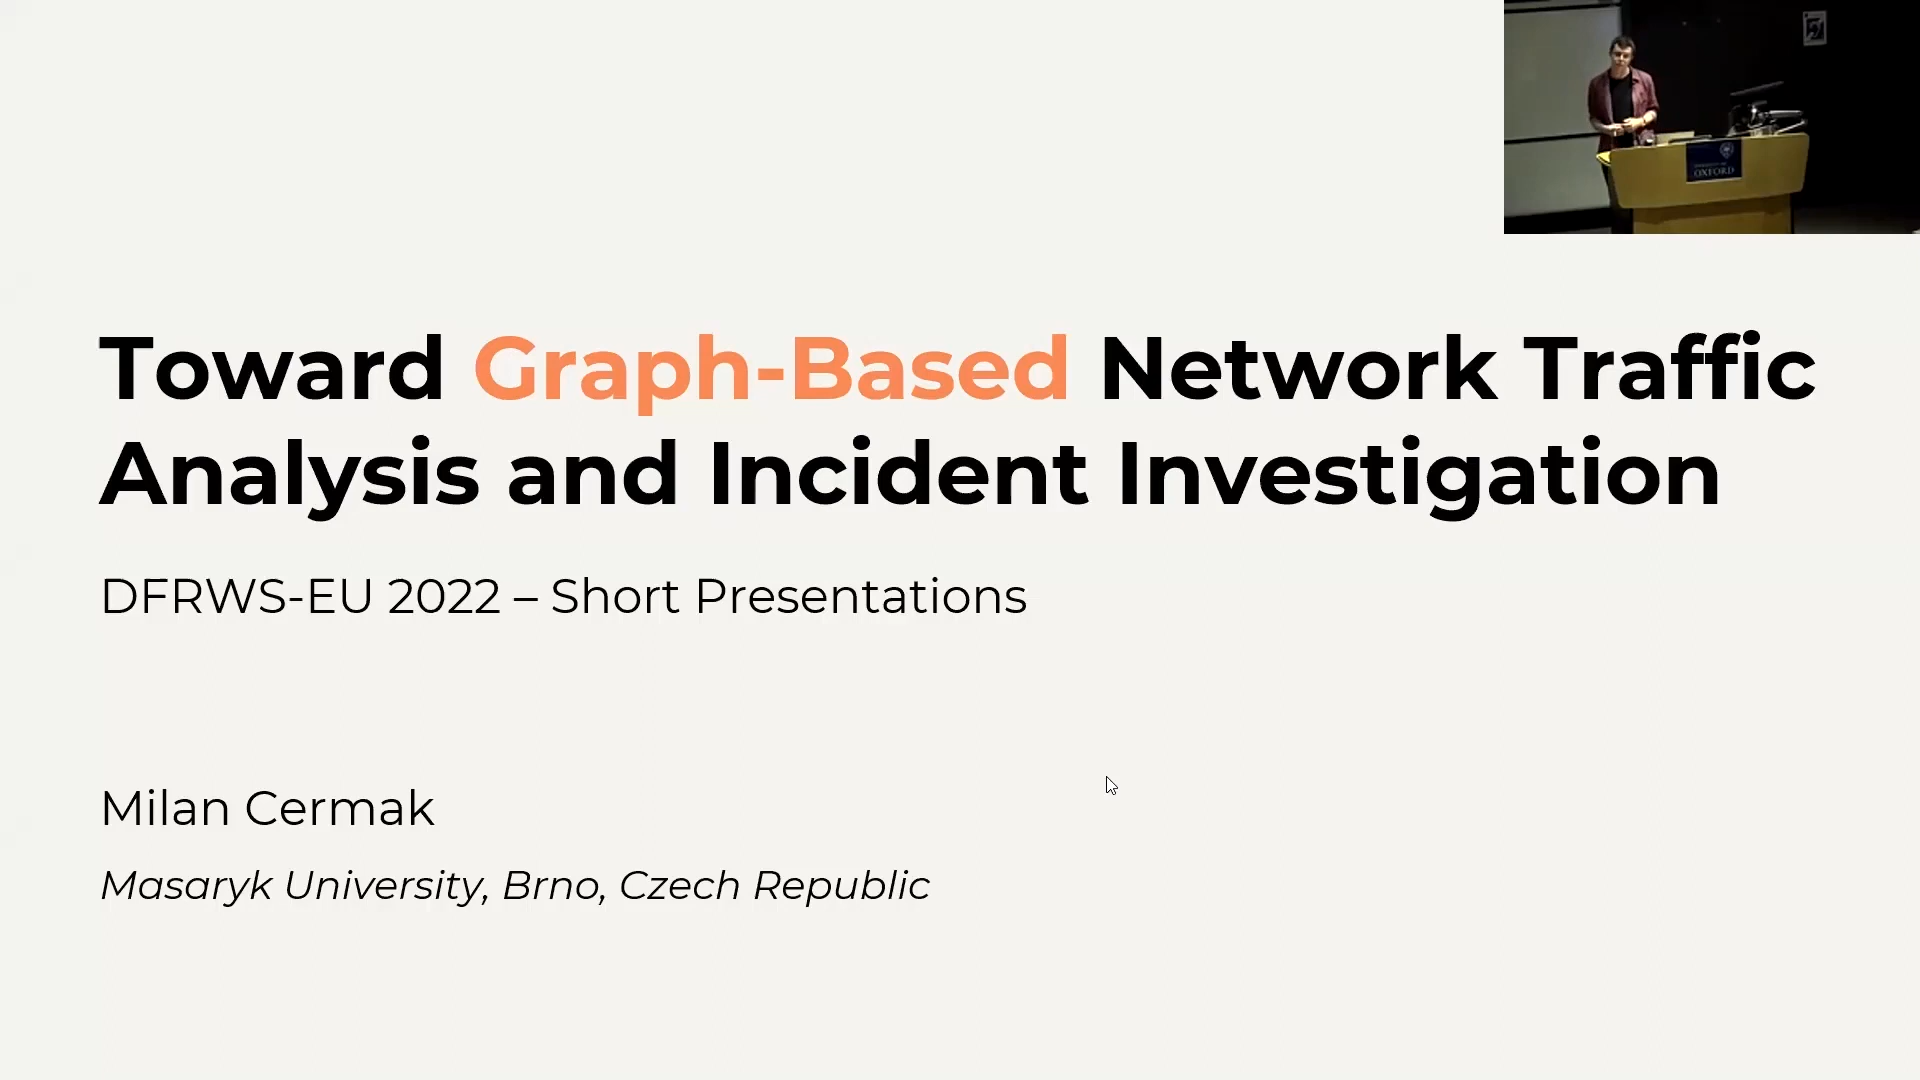 Toward Graph-Based Network Traffic
Analysis and Incident Investigation
DFRWS-EU 2022 – Short Presentations
Milan Cermak
Masaryk University, Brno, Czech Republic
OXFORD